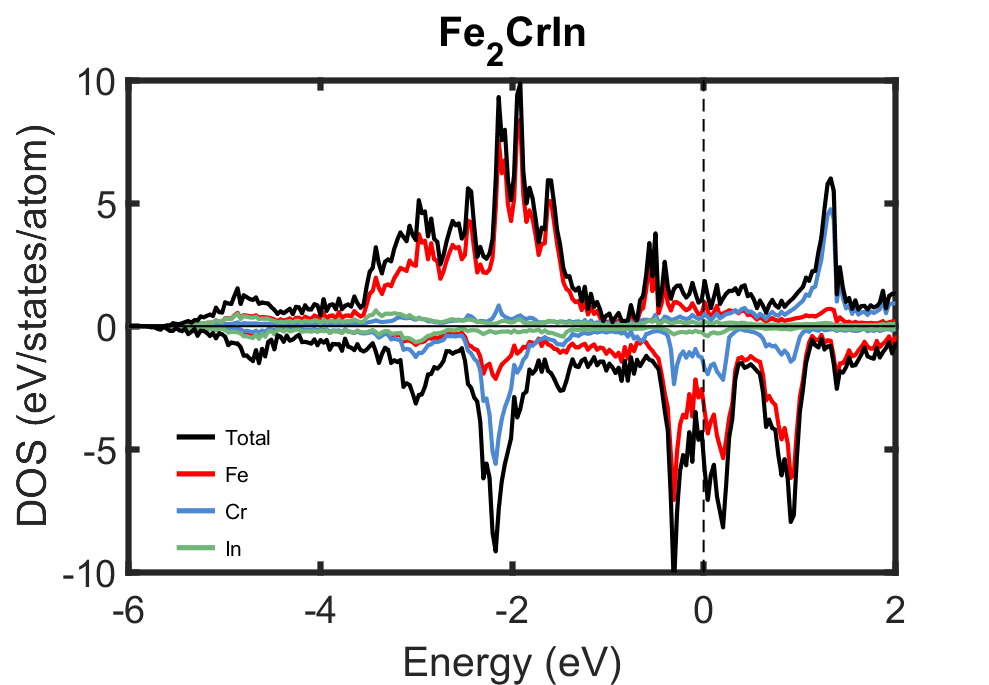 Fe₂CrIn
DOS (eV/states/atom)
10
5
0
-5
-10
Total
Fe
Cr
In
-6 -4 -2 0 2
Energy (eV)